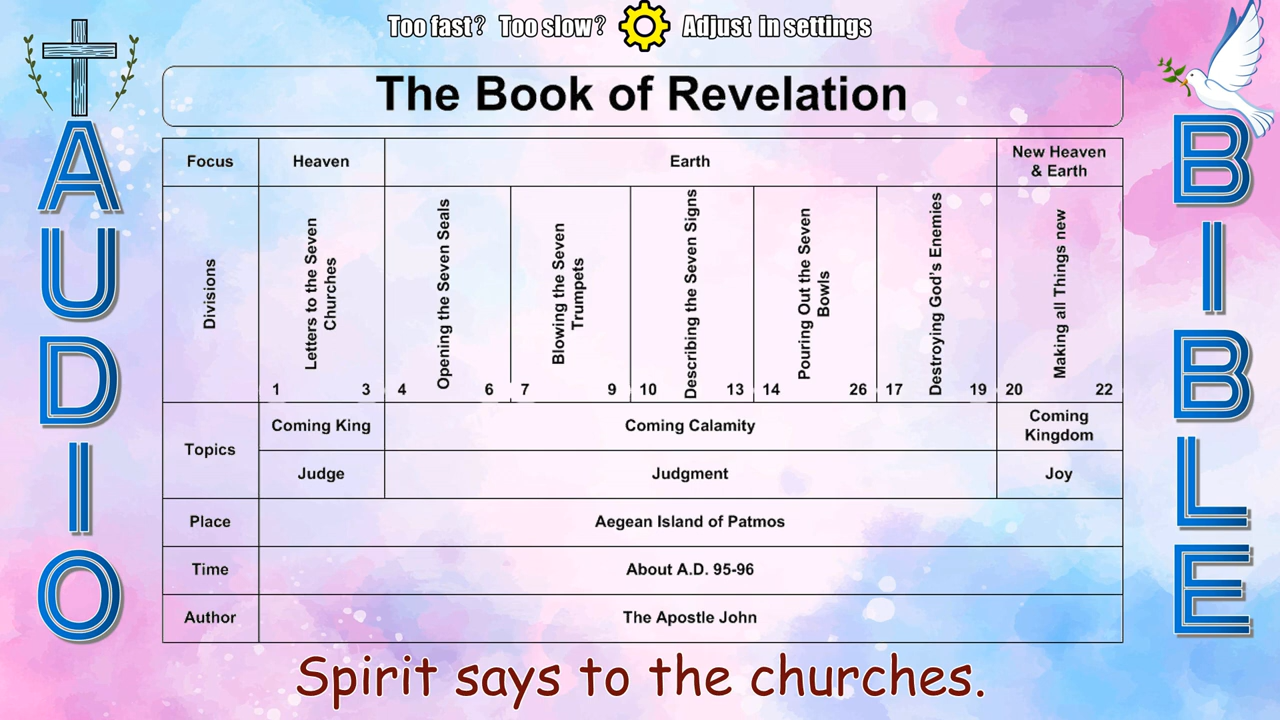 Too fast? Too slow? Adjust in settings
AUDIO
BIBLE
The Book of Revelation
Focus
Heaven
Earth
New Heaven
& Earth
Divisions
Letters to the Seven
Churches
1 3
Opening the Seven Seals
4 6
Blowing the Seven
Trumpets
7 9
Describing the Seven Signs
10 13
Pouring Out the Seven
Bowls
14 26
Destroying God's Enemies
17 19
Making all Things new
20 22
Topics
Coming King
Coming Calamity
Coming
Kingdom
Judge
Judgment
Joy
Place
Aegean Island of Patmos
Time
About A.D. 95-96
Author
The Apostle John
Spirit says to the churches.